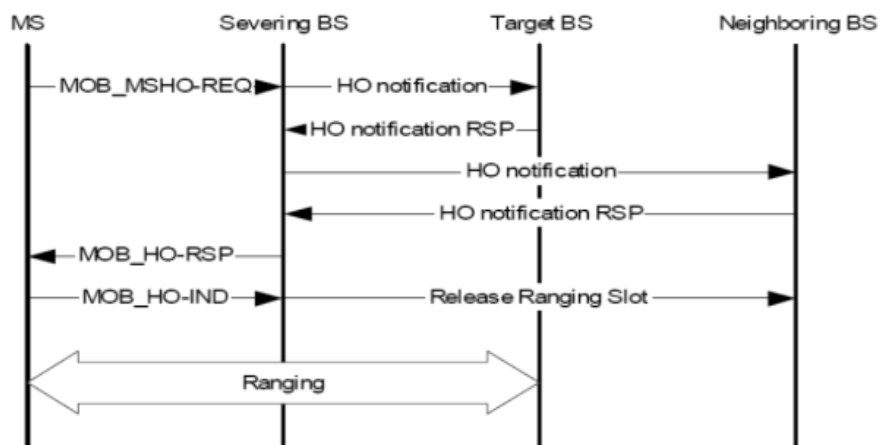 MS Severing BS Target BS Neighboring BS
MOB_MSHO-REQ HO notification
HO notification RSP
HO notification
HO notification RSP
MOB_HO-RSP
MOB_HO-IND Release Ranging Slot
Ranging